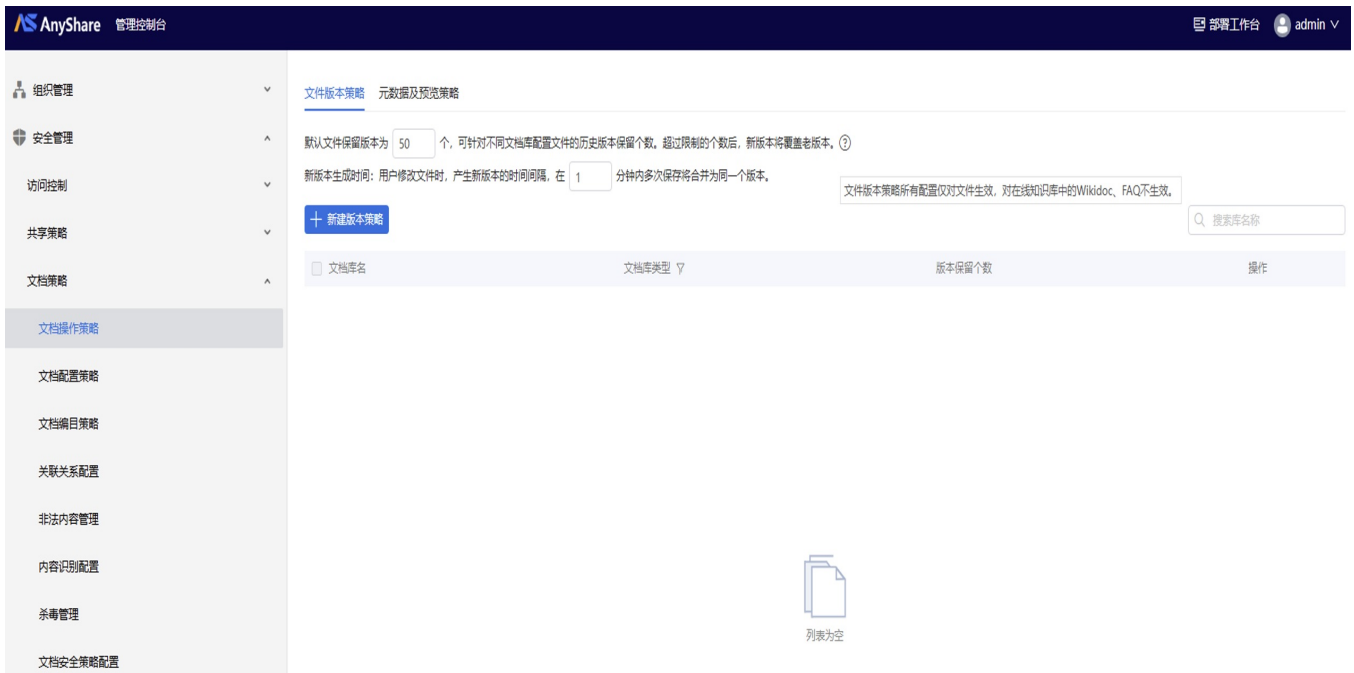 AnyShare 管理控制台
部署工作台 admin
组织管理
安全管理
访问控制
共享策略
文档策略
文档操作策略
文档配置策略
文档编目策略
关联关系配置
非法内容管理
内容识别配置
杀毒管理
文档安全策略配置
文件版本策略 元数据及预览策略
默认文件保留版本为 50 个，可针对不同文档库配置文件的历史版本保留个数。超过限制的个数后，新版本将覆盖老版本。
新版本生成时间：用户修改文件时，产生新版本的时间间隔，在 1 分钟内多次保存将合并为同一个版本。
文件版本策略所有配置仅对文件生效，对在线知识库中的Wikidoc、FAQ不生效。
新建版本策略
搜索库名称
文档库名 文档库类型 版本保留个数 操作
列表为空